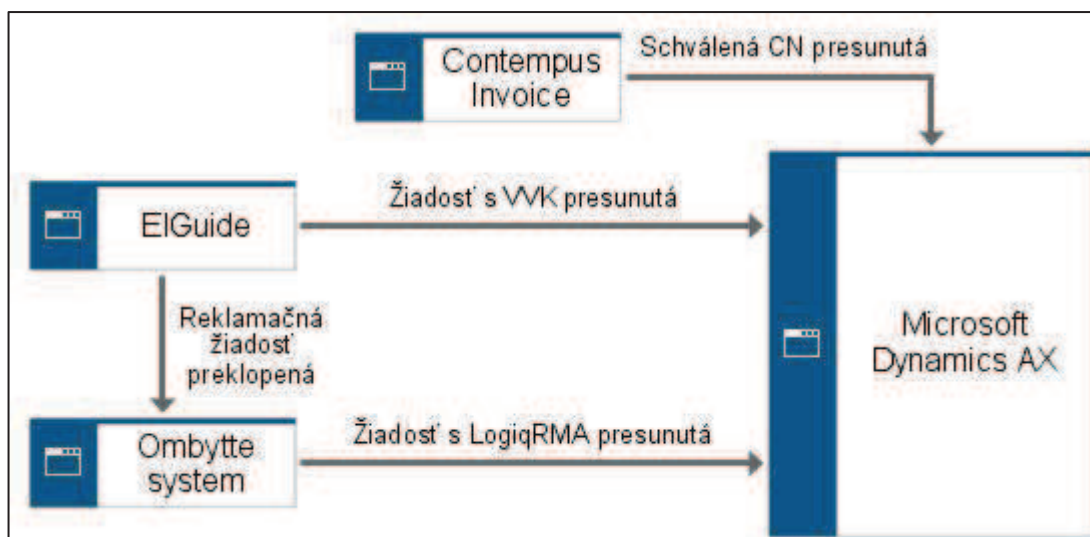 Contempus
Invoice
Schválená CN presunutá
ElGuide
Žiadosť s VVK presunutá
Reklamačná
žiadosť
preklopená
Microsoft
Dynamics AX
Ombytte
system
Žiadosť s LogiqRMA presunutá